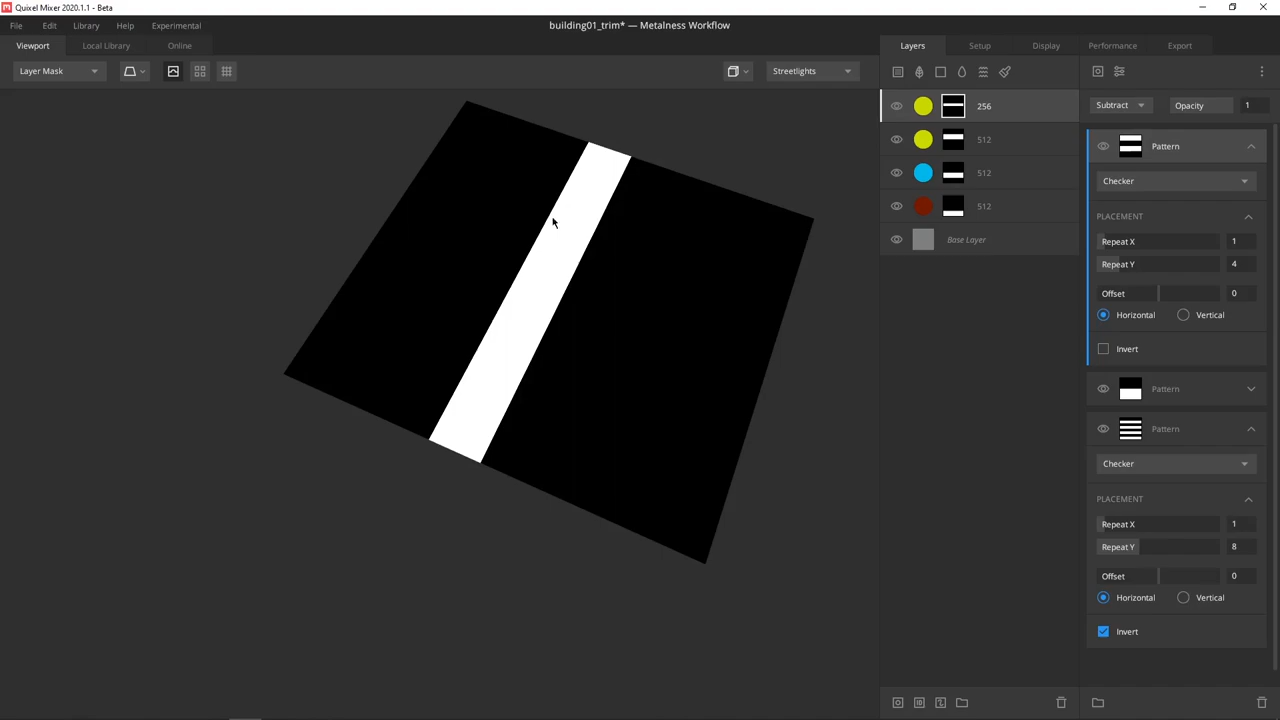 Quixel Mixer 2020.1.1 - Beta
File Edit Library Help Experimental building01_trim* — Metalness Workflow
Viewport Local Library Online Layers Setup Display Performance Export
Layer Mask Streetlights
256 Subtract Opacity 1
512 Pattern
512 Checker
512 PLACEMENT
Base Layer Repeat X 1
Repeat Y 4
Offset 0
Horizontal Vertical
Invert
Pattern
Pattern
Checker
PLACEMENT
Repeat X 1
Repeat Y 8
Offset 0
Horizontal Vertical
Invert